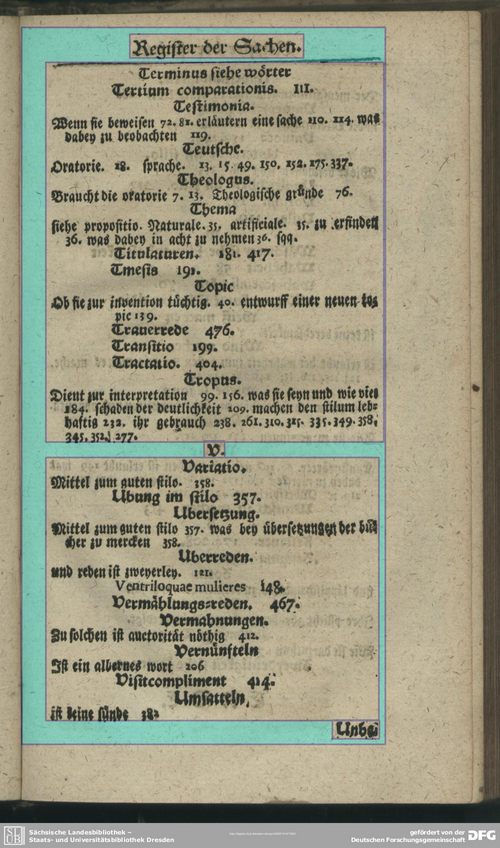 Register der Sachen.
Terminus siehe wörter
Tertium comparationis. 111.
Testimonia.
Wenn sie beweisen 72. 81. erläutern eine sache 110. 114. was
dabey zu beobachten 119.
Teutsche.
Oratorie. 18. sprache. 13. 15. 49. 150. 152. 175. 337.
Theologus.
Braucht die oratorie 7. 13. Theologische gründe 76.
Thema
siehe propositio. Naturale. 35. artificiale. 35. zu erfinden
36. was dabey in acht zu nehmen 36. sqq.
Titulaturen. 181. 417.
Tmesis 191.
Topic
Ob sie zur invention tüchtig. 40. entwurff einer neuen to-
pic 139.
Trauerrede 476.
Transitio 199.
Tractatio. 404.
Tropus.
Dient zur interpretation 99. 156. was sie seyn und wie viel
184. schaden der deutlichkeit 209. machen den stilum leb-
hafftig 232. ihr gebrauch 238. 261. 310. 325. 335. 349. 358.
345. 352. 277.
V.
Variatio.
Mittel zum guten stilo. 358.
Ubung im stilo 357.
Ubersetzung.
Mittel zum guten stilo 357. was bey übersetzungen der bü-
cher zu mercken 358.
Uberreden.
und reden ist zweyerley. 121.
Ventriloquae mulieres 148.
Vermählungs-reden. 467.
Vermahnungen.
Zu solchen ist auctorität nöthig 412.
Vernünfteln
Ist ein albernes wort 206
Visitcompliment 414.
Umsatteln,
ist keine sünde 382
Unbei
Sächsische Landesbibliothek –
Staats- und Universitätsbibliothek Dresden
gefördert von der
Deutschen Forschungsgemeinschaft
DFG